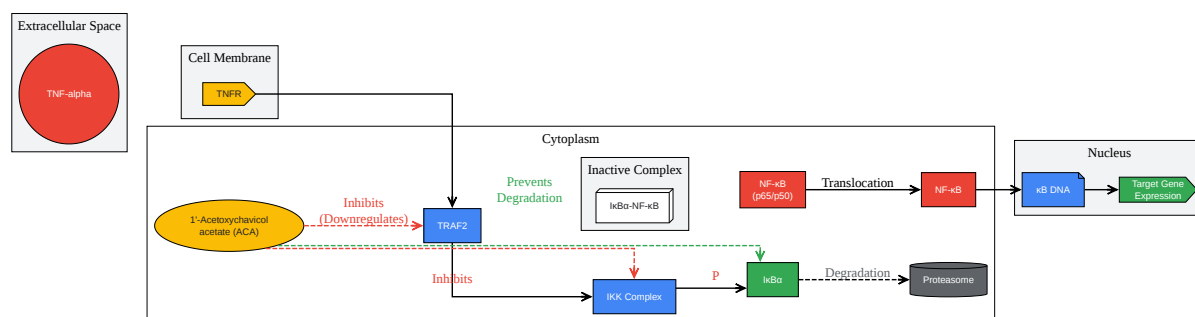 Extracellular Space
TNF-alpha
Cell Membrane
TNFR
Cytoplasm
Inactive Complex
IκBα-NF-κB
Prevents
Degradation
NF-κB
(p65/p50)
Translocation
NF-κB
Nucleus
κB DNA
Target Gene
Expression
1'-Acetoxychavicol
acetate (ACA)
Inhibits
(Downregulates)
TRAF2
Inhibits
IKK Complex
P
IκBα
Degradation
Proteasome